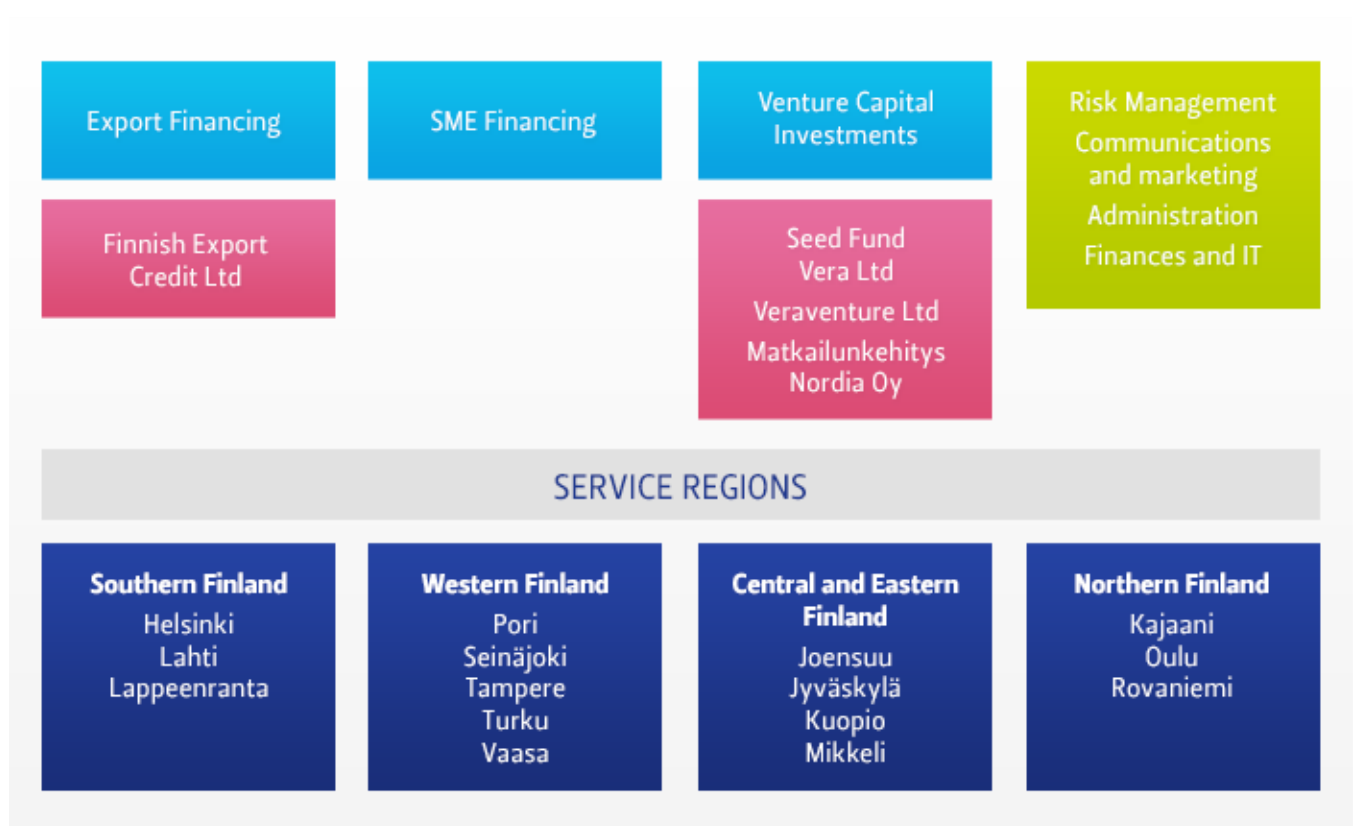 Export Financing
SME Financing
Venture Capital
Investments
Risk Management
Communications
and marketing
Administration
Finances and IT
Finnish Export
Credit Ltd
Seed Fund
Vera Ltd
Veraventure Ltd
Matkailunkehitys
Nordia Oy
SERVICE REGIONS
Southern Finland
Helsinki
Lahti
Lappeenranta
Western Finland
Pori
Seinäjoki
Tampere
Turku
Vaasa
Central and Eastern
Finland
Joensuu
Jyväskylä
Kuopio
Mikkeli
Northern Finland
Kajaani
Oulu
Rovaniemi